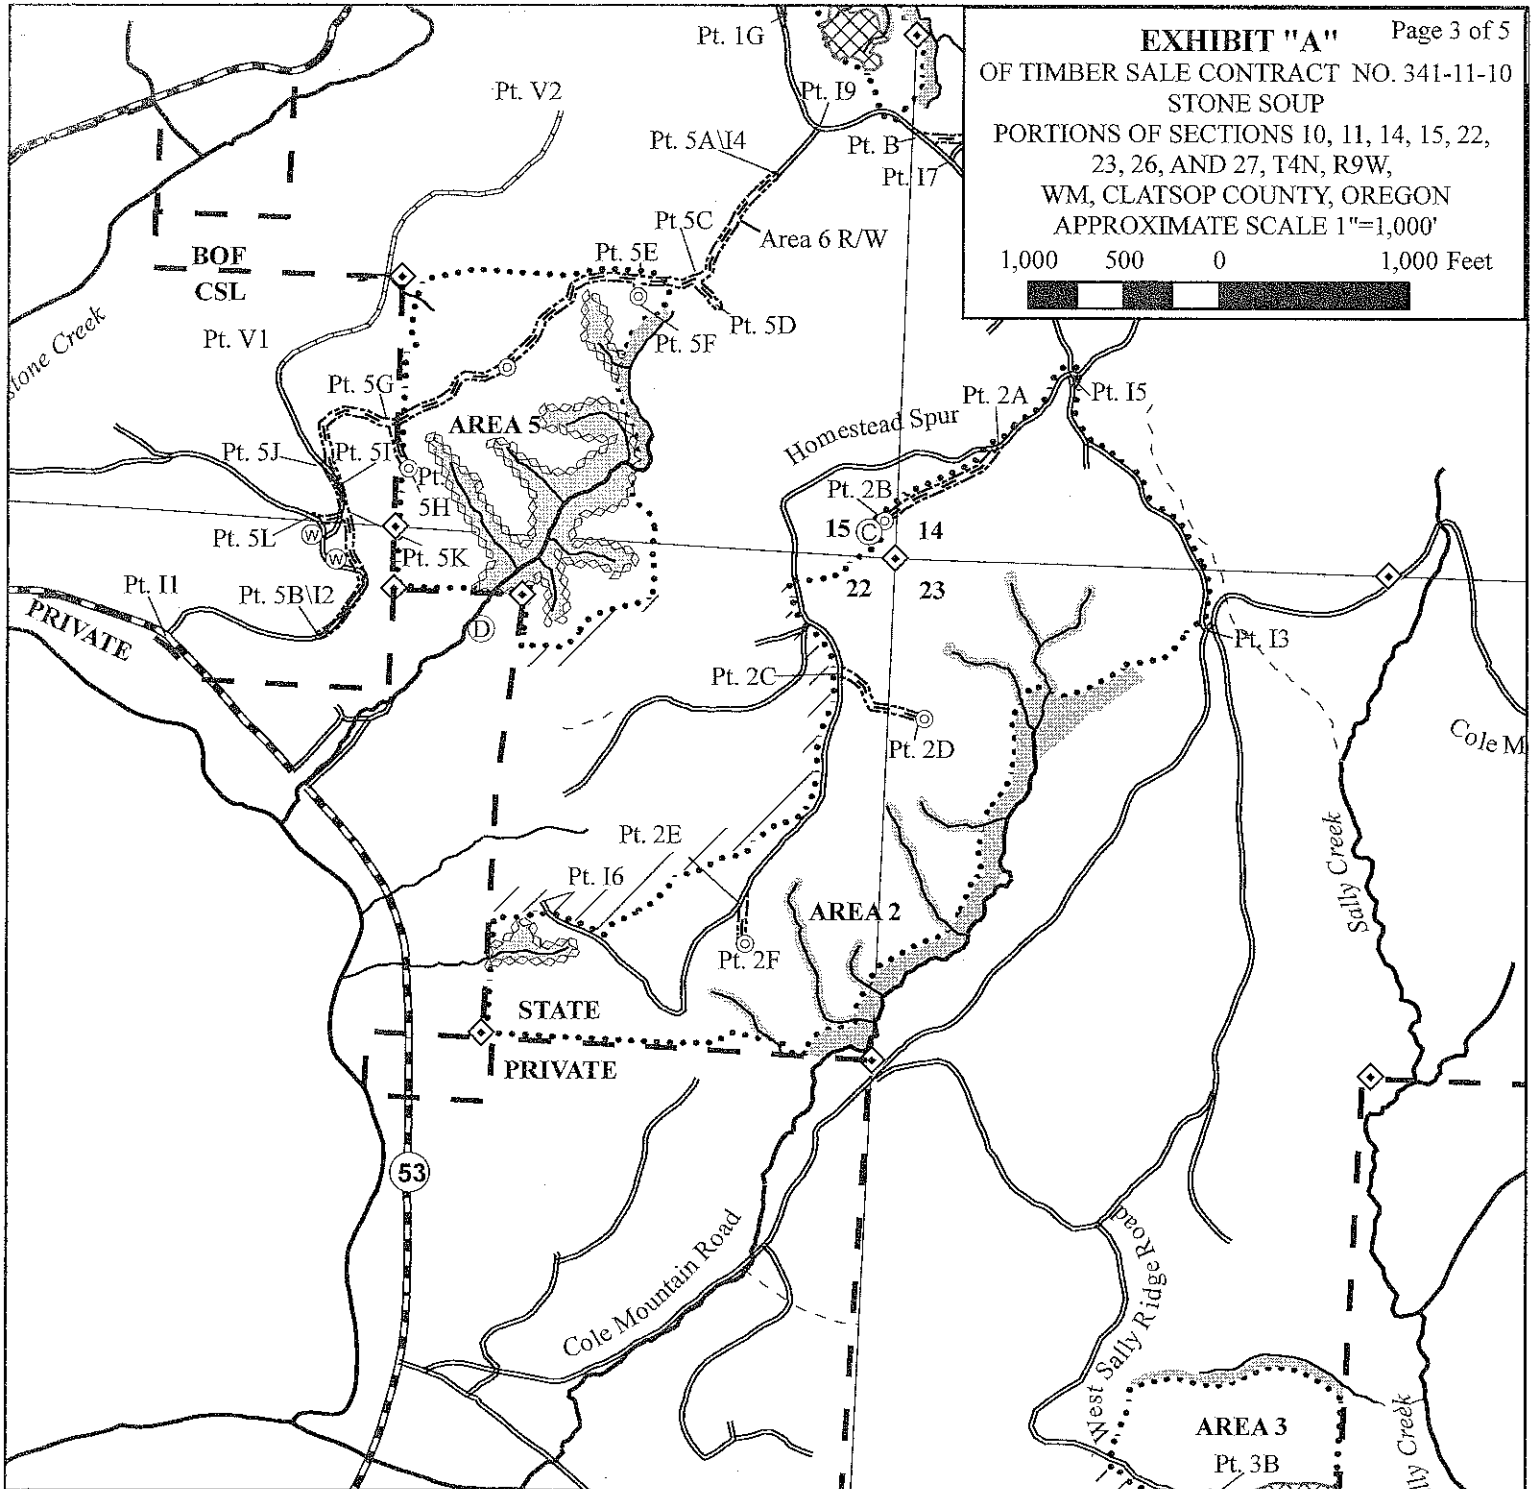 EXHIBIT "A" Page 3 of 5
OF TIMBER SALE CONTRACT NO. 341-11-10
STONE SOUP
PORTIONS OF SECTIONS 10, 11, 14, 15, 22,
23, 26, AND 27, T4N, R9W,
WM, CLATSOP COUNTY, OREGON
APPROXIMATE SCALE 1"=1,000'
1,000 500 0 1,000 Feet
Pt. 1G
Pt. V2
Pt. I9
Pt. 5A\I4
Pt. B
Pt. I7
Pt. 5C
Area 6 R/W
BOF
CSL
Pt. 5E
Pt. 5D
Pt. 5F
Pt. V1
stone Creek
Pt. 5G
Pt. 2A
Pt. I5
AREA 5
Homestead Spur
Pt. 5J
Pt. 5I
Pt.
5H
Pt. 2B
15 C 14
Pt. 5L
W
W
Pt. 5K
22 23
Pt. I1
Pt. 5B\I2
PRIVATE
D
Pt. I3
Pt. 2C
Pt. 2D
Cole M
Pt. 2E
Pt. I6
Sally Creek
AREA 2
Pt. 2F
STATE
PRIVATE
53
Cole Mountain Road
West Sally Ridge Road
AREA 3
Pt. 3B
lly Creek